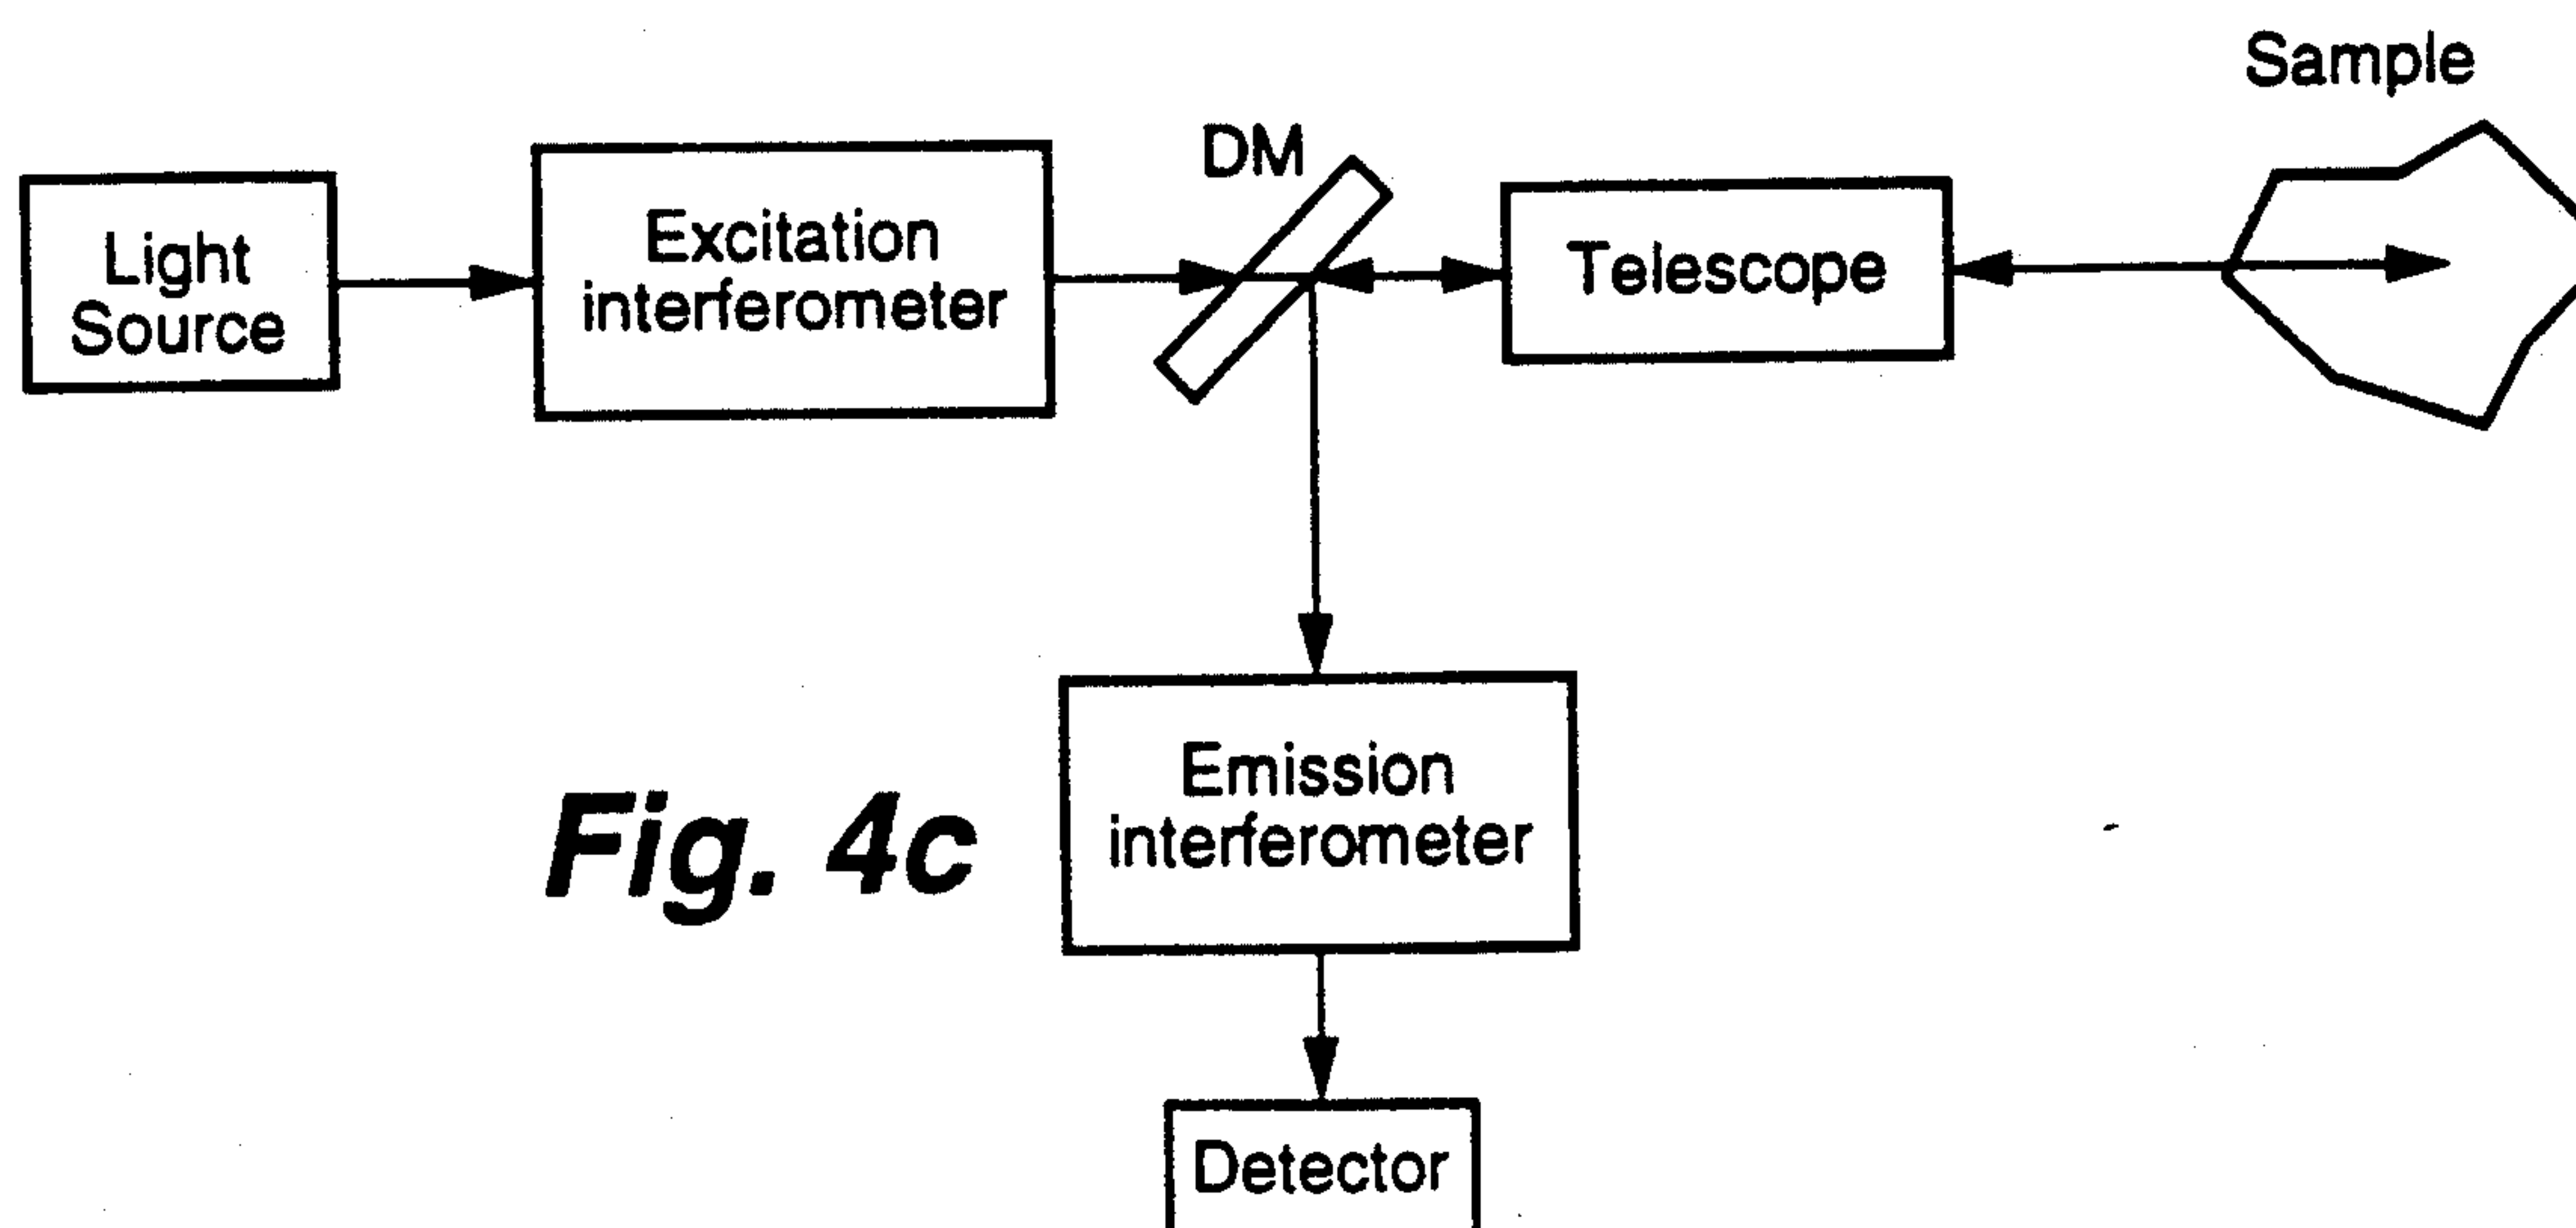 Sample
DM
Light
Source
Excitation
interferometer
Telescope
Emission
interferometer
Fig. 4c
Detector